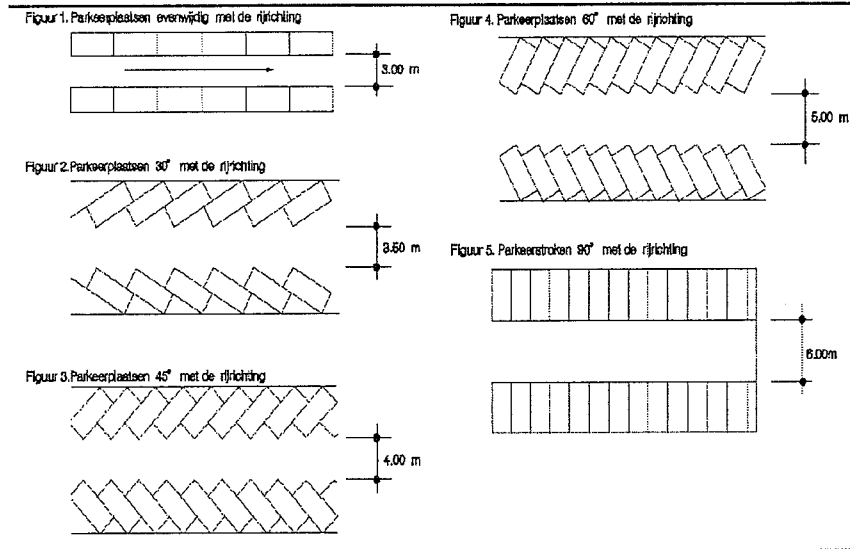 Figuur 1. Parkeerplaatsen evenwijdig met de rijrichting
3.00 m
Figuur 2. Parkeerplaatsen 30° met de rijrichting
3.50 m
Figuur 3. Parkeerplaatsen 45° met de rijrichting
4.00 m
Figuur 4. Parkeerplaatsen 60° met de rijrichting
5.00 m
Figuur 5. Parkeerstroken 90° met de rijrichting
6.00m